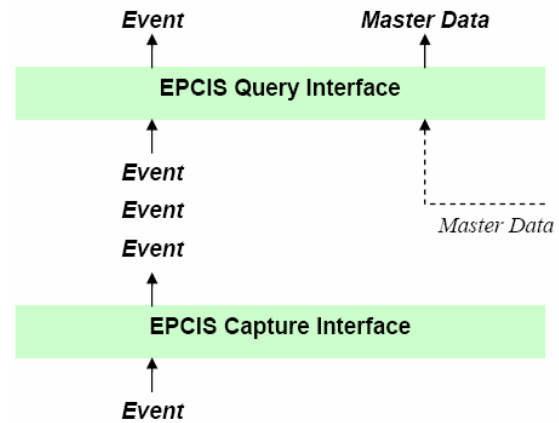 Event Master Data
EPCIS Query Interface
Event
Event
Master Data
Event
EPCIS Capture Interface
Event